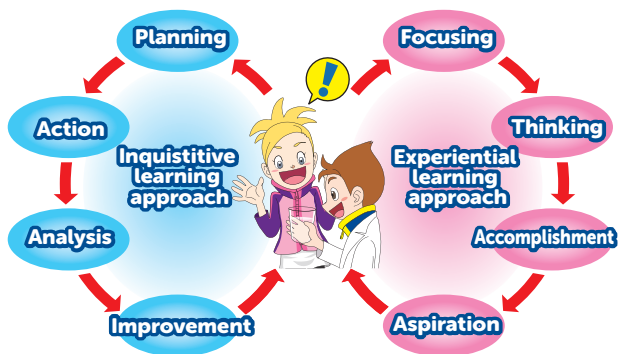 Planning
Action
Analysis
Improvement
Inquistitive
learning
approach
!
Focusing
Thinking
Accomplishment
Aspiration
Experiential
learning
approach